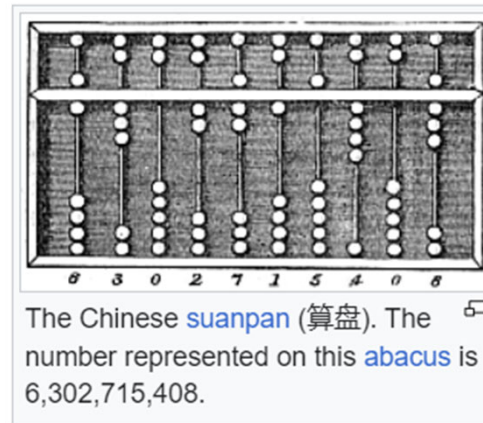 6 3 0 2 7 1 5 4 0 8
The Chinese suanpan (算盘). The
number represented on this abacus is
6,302,715,408.